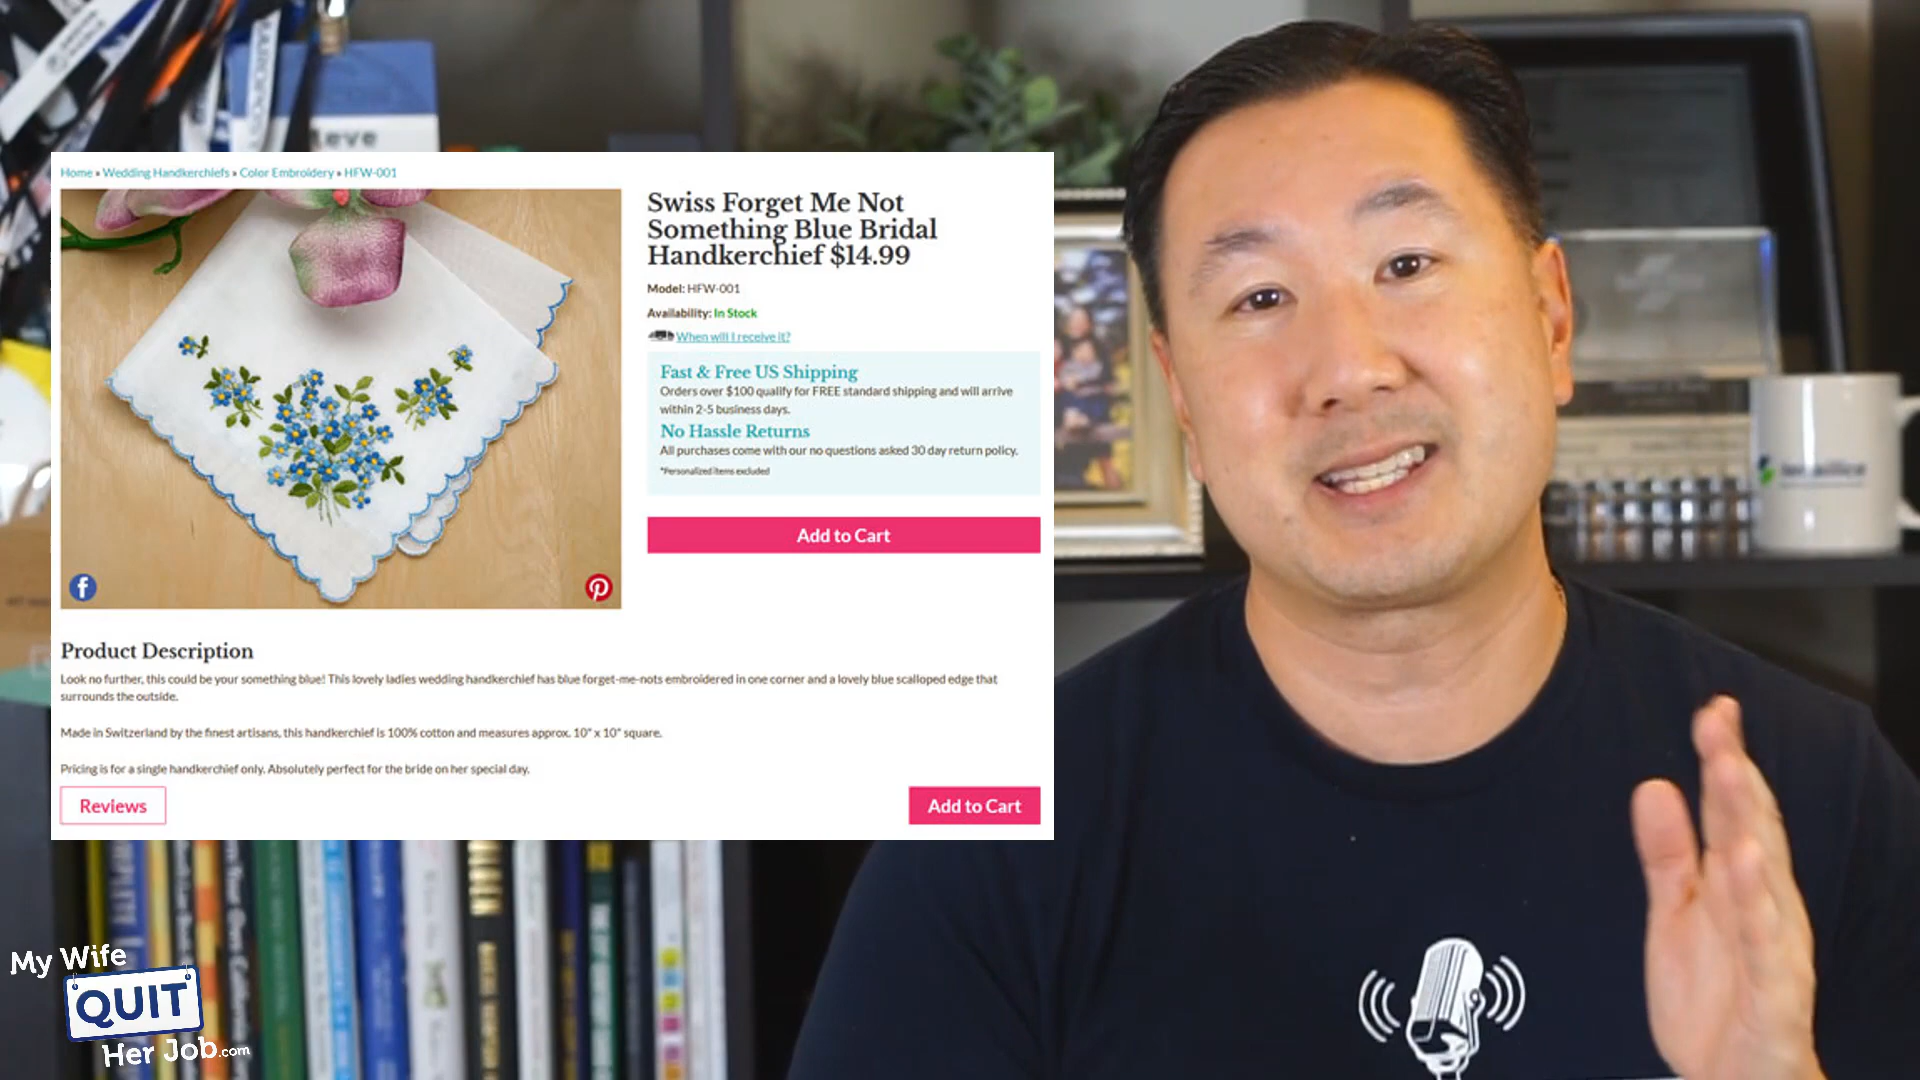 Home » Wedding Handkerchiefs » Color Embroidery » HFW-001
Swiss Forget Me Not
Something Blue Bridal
Handkerchief $14.99
Model: HFW-001
Availability: In Stock
When will I receive it?
Fast & Free US Shipping
Orders over $100 qualify for FREE standard shipping and will arrive
within 2-5 business days.
No Hassle Returns
All purchases come with our no questions asked 30 day return policy.
*Personalized items excluded
Add to Cart
Product Description
Look no further, this could be your something blue! This lovely ladies wedding handkerchief has blue forget-me-nots embroidered in one corner and a lovely blue scalloped edge that
surrounds the outside.
Made in Switzerland by the finest artisans, this handkerchief is 100% cotton and measures approx. 10" x 10" square.
Pricing is for a single handkerchief only. Absolutely perfect for the bride on her special day.
Reviews
Add to Cart
My Wife
QUIT
Her Job.com